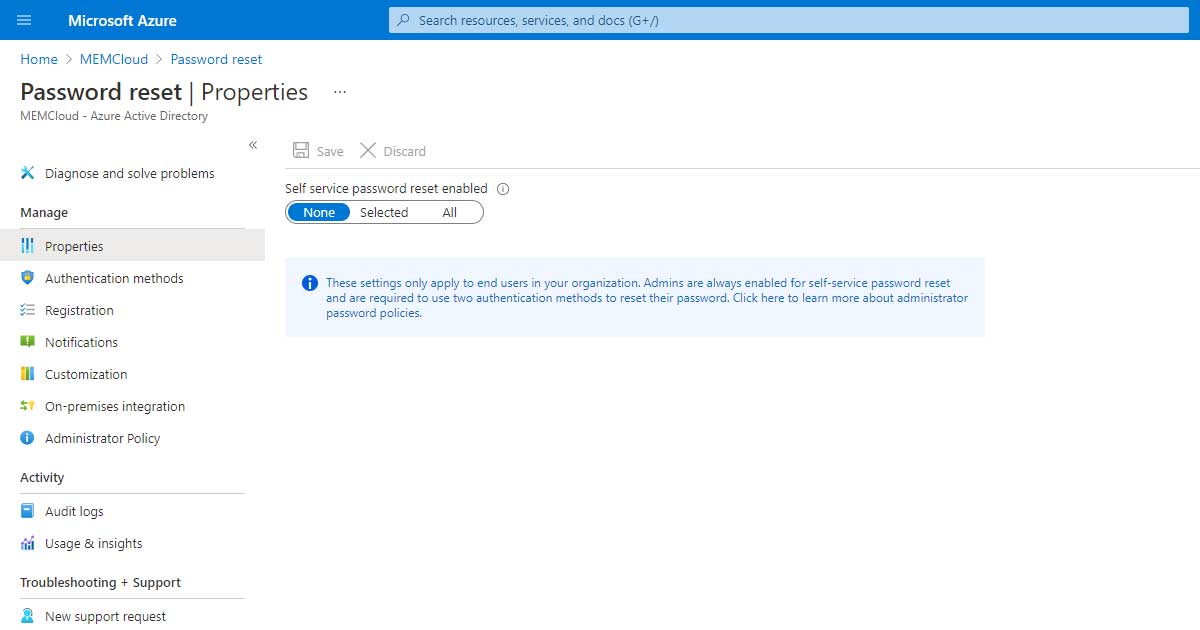 Microsoft Azure
Search resources, services, and docs (G+/)
Home > MEMCloud > Password reset
Password reset | Properties ...
MEMCloud - Azure Active Directory
«
Save Discard
Diagnose and solve problems
Self service password reset enabled
None Selected All
Manage
Properties
Authentication methods
Registration
Notifications
Customization
On-premises integration
Administrator Policy
These settings only apply to end users in your organization. Admins are always enabled for self-service password reset
and are required to use two authentication methods to reset their password. Click here to learn more about administrator
password policies.
Activity
Audit logs
Usage & insights
Troubleshooting + Support
New support request